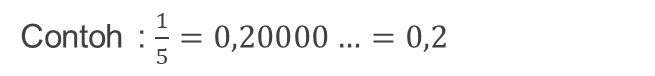 Contoh : 1/5 = 0,20000 ... = 0,2